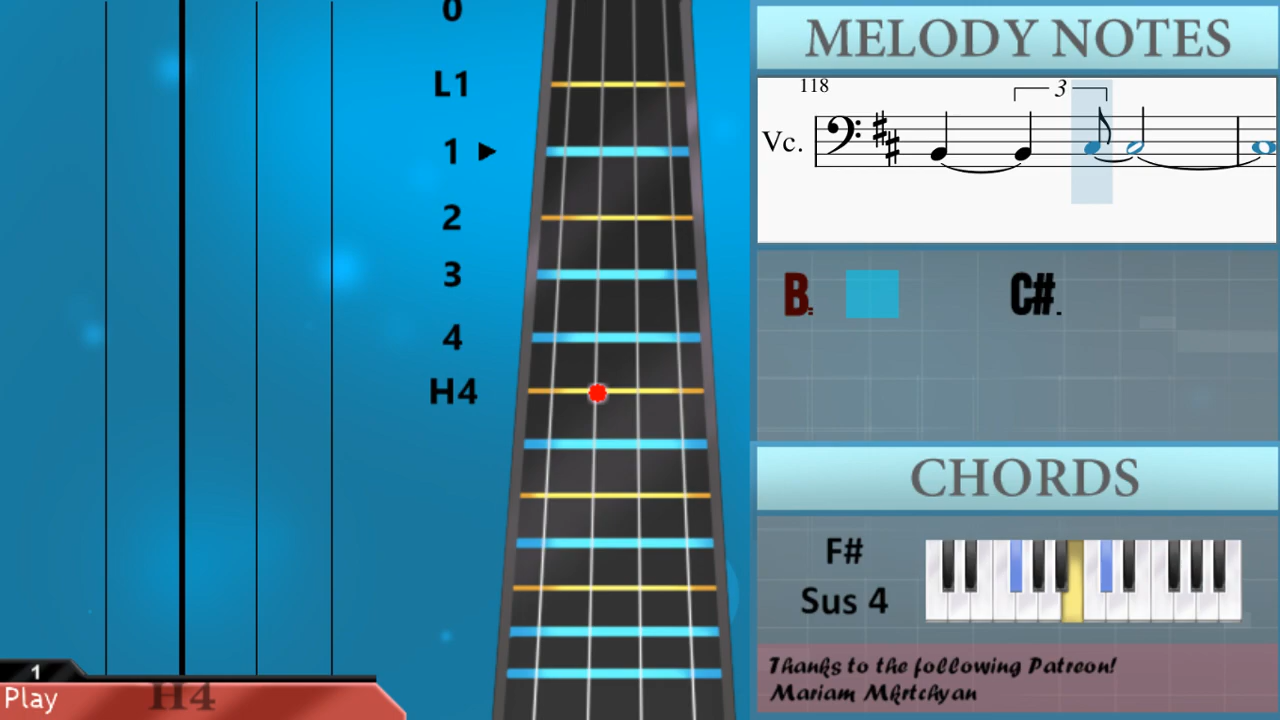 0
L1
1
2
3
4
H4
1
Play
H4
MELODY NOTES
118
3
Vc.
B
C#.
CHORDS
F#
Sus 4
Thanks to the following Patreon!
Mariam Mkrtchyan